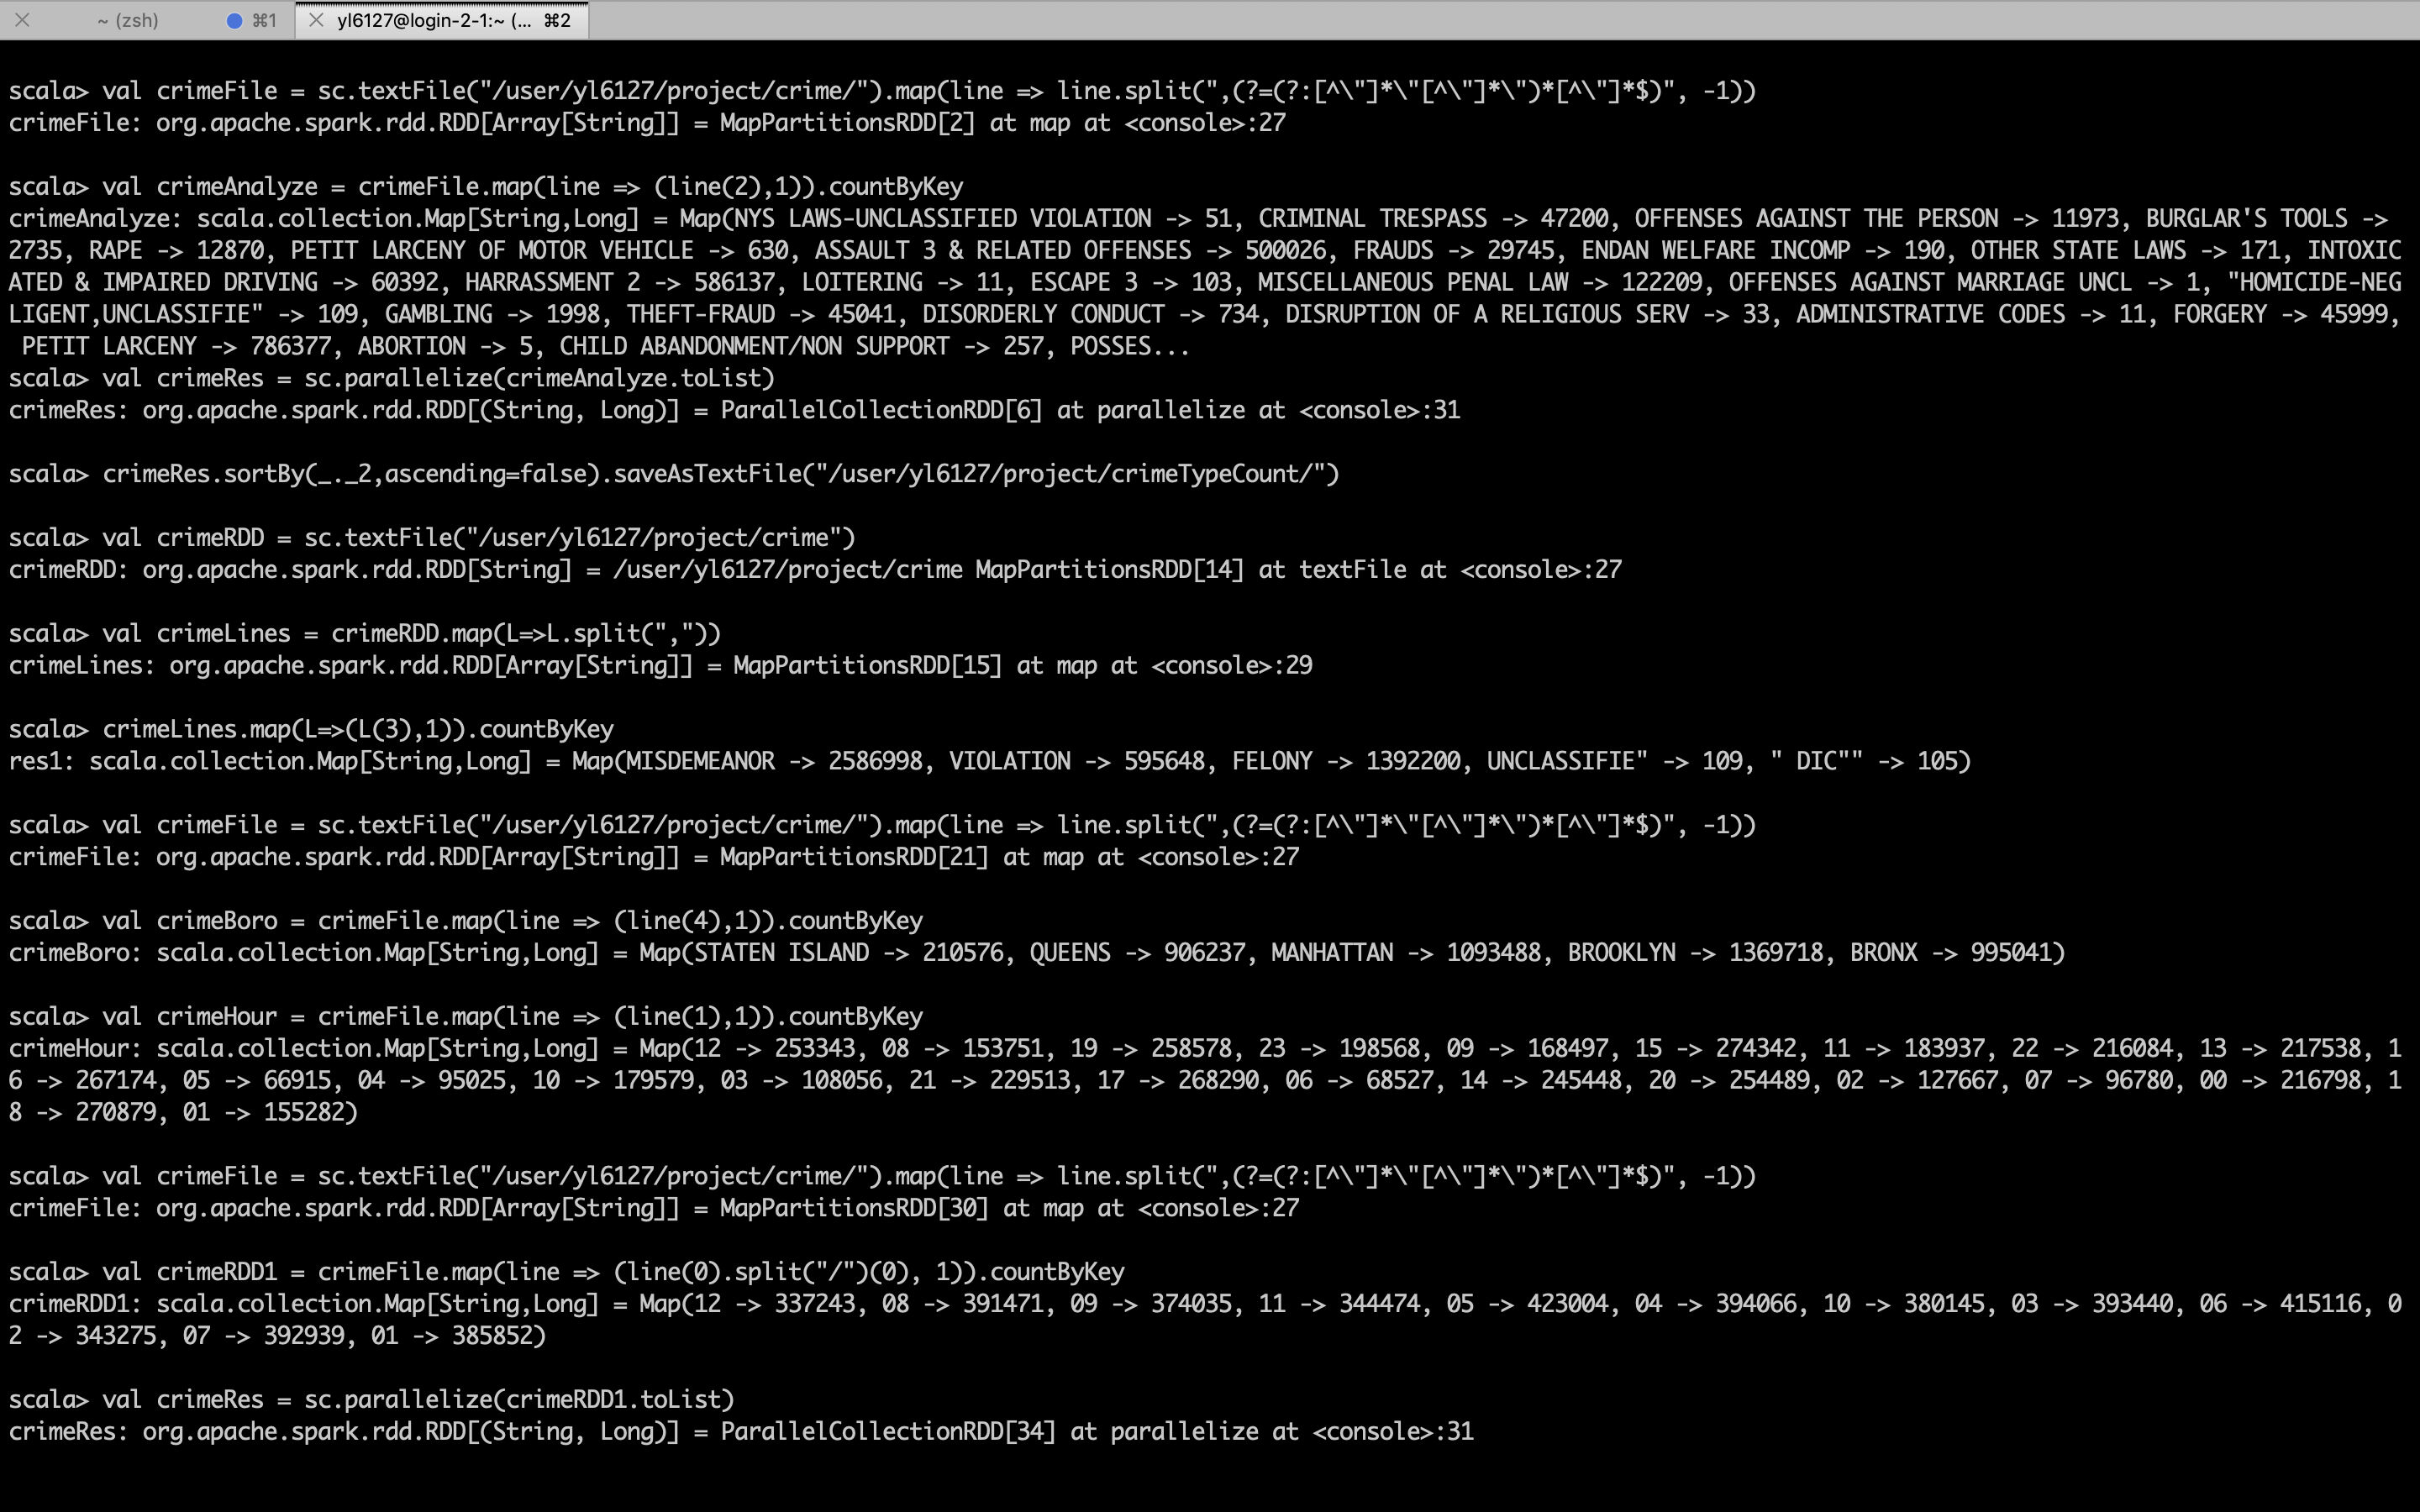 ~ (zsh) ⌘1 yl6127@login-2-1:~ (... ⌘2
scala> val crimeFile = sc.textFile("/user/yl6127/project/crime/").map(line => line.split(",(?=(?:[^\"]*\"[^\"]*\")*[^\"]*$)", -1))
crimeFile: org.apache.spark.rdd.RDD[Array[String]] = MapPartitionsRDD[2] at map at <console>:27
scala> val crimeAnalyze = crimeFile.map(line => (line(2),1)).countByKey
crimeAnalyze: scala.collection.Map[String,Long] = Map(NYS LAWS-UNCLASSIFIED VIOLATION -> 51, CRIMINAL TRESPASS -> 47200, OFFENSES AGAINST THE PERSON -> 11973, BURGLAR'S TOOLS ->
2735, RAPE -> 12870, PETIT LARCENY OF MOTOR VEHICLE -> 630, ASSAULT 3 & RELATED OFFENSES -> 500026, FRAUDS -> 29745, ENDAN WELFARE INCOMP -> 190, OTHER STATE LAWS -> 171, INTOXIC
ATED & IMPAIRED DRIVING -> 60392, HARRASSMENT 2 -> 586137, LOITERING -> 11, ESCAPE 3 -> 103, MISCELLANEOUS PENAL LAW -> 122209, OFFENSES AGAINST MARRIAGE UNCL -> 1, "HOMICIDE-NEG
LIGENT,UNCLASSIFIE" -> 109, GAMBLING -> 1998, THEFT-FRAUD -> 45041, DISORDERLY CONDUCT -> 734, DISRUPTION OF A RELIGIOUS SERV -> 33, ADMINISTRATIVE CODES -> 11, FORGERY -> 45999,
PETIT LARCENY -> 786377, ABORTION -> 5, CHILD ABANDONMENT/NON SUPPORT -> 257, POSSES...
scala> val crimeRes = sc.parallelize(crimeAnalyze.toList)
crimeRes: org.apache.spark.rdd.RDD[(String, Long)] = ParallelCollectionRDD[6] at parallelize at <console>:31
scala> crimeRes.sortBy(_._2,ascending=false).saveAsTextFile("/user/yl6127/project/crimeTypeCount/")
scala> val crimeRDD = sc.textFile("/user/yl6127/project/crime")
crimeRDD: org.apache.spark.rdd.RDD[String] = /user/yl6127/project/crime MapPartitionsRDD[14] at textFile at <console>:27
scala> val crimeLines = crimeRDD.map(L=>L.split(","))
crimeLines: org.apache.spark.rdd.RDD[Array[String]] = MapPartitionsRDD[15] at map at <console>:29
scala> crimeLines.map(L=>(L(3),1)).countByKey
res1: scala.collection.Map[String,Long] = Map(MISDEMEANOR -> 2586998, VIOLATION -> 595648, FELONY -> 1392200, UNCLASSIFIE" -> 109, " DIC"" -> 105)
scala> val crimeFile = sc.textFile("/user/yl6127/project/crime/").map(line => line.split(",(?=(?:[^\"]*\"[^\"]*\")*[^\"]*$)", -1))
crimeFile: org.apache.spark.rdd.RDD[Array[String]] = MapPartitionsRDD[21] at map at <console>:27
scala> val crimeBoro = crimeFile.map(line => (line(4),1)).countByKey
crimeBoro: scala.collection.Map[String,Long] = Map(STATEN ISLAND -> 210576, QUEENS -> 906237, MANHATTAN -> 1093488, BROOKLYN -> 1369718, BRONX -> 995041)
scala> val crimeHour = crimeFile.map(line => (line(1),1)).countByKey
crimeHour: scala.collection.Map[String,Long] = Map(12 -> 253343, 08 -> 153751, 19 -> 258578, 23 -> 198568, 09 -> 168497, 15 -> 274342, 11 -> 183937, 22 -> 216084, 13 -> 217538, 1
6 -> 267174, 05 -> 66915, 04 -> 95025, 10 -> 179579, 03 -> 108056, 21 -> 229513, 17 -> 268290, 06 -> 68527, 14 -> 245448, 20 -> 254489, 02 -> 127667, 07 -> 96780, 00 -> 216798, 1
8 -> 270879, 01 -> 155282)
scala> val crimeFile = sc.textFile("/user/yl6127/project/crime/").map(line => line.split(",(?=(?:[^\"]*\"[^\"]*\")*[^\"]*$)", -1))
crimeFile: org.apache.spark.rdd.RDD[Array[String]] = MapPartitionsRDD[30] at map at <console>:27
scala> val crimeRDD1 = crimeFile.map(line => (line(0).split("/")(0), 1)).countByKey
crimeRDD1: scala.collection.Map[String,Long] = Map(12 -> 337243, 08 -> 391471, 09 -> 374035, 11 -> 344474, 05 -> 423004, 04 -> 394066, 10 -> 380145, 03 -> 393440, 06 -> 415116, 0
2 -> 343275, 07 -> 392939, 01 -> 385852)
scala> val crimeRes = sc.parallelize(crimeRDD1.toList)
crimeRes: org.apache.spark.rdd.RDD[(String, Long)] = ParallelCollectionRDD[34] at parallelize at <console>:31